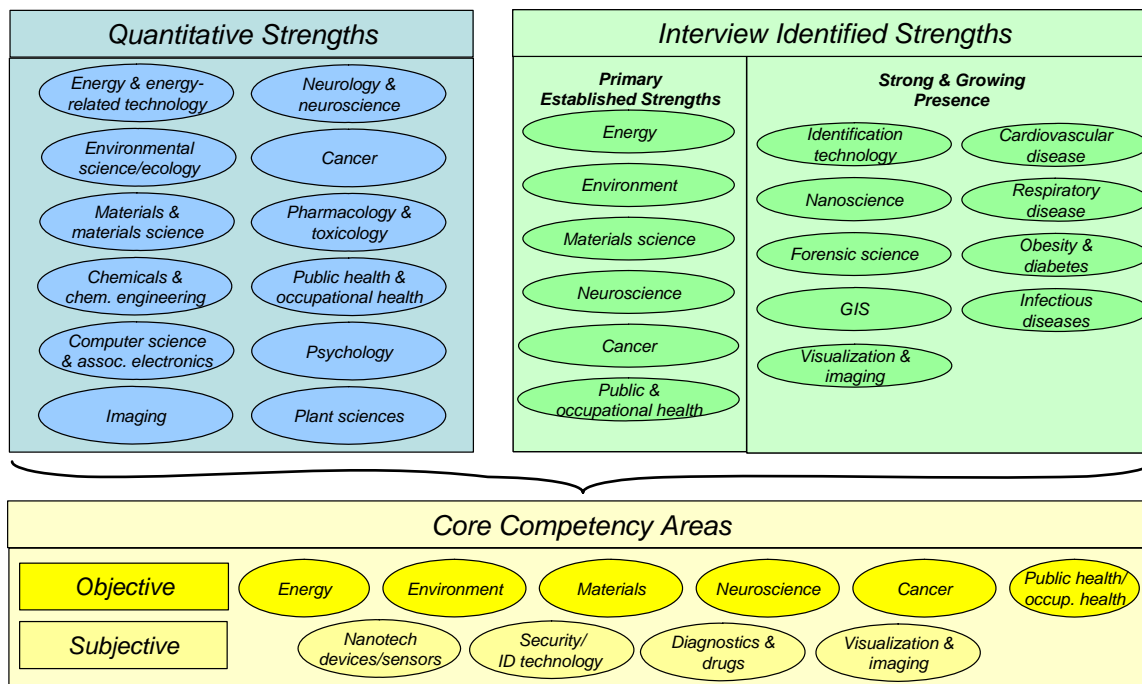 Quantitative Strengths
Energy & energy-
related technology
Neurology &
neuroscience
Environmental
science/ecology
Cancer
Materials &
materials science
Pharmacology &
toxicology
Chemicals &
chem. engineering
Public health &
occupational health
Computer science
& assoc. electronics
Psychology
Imaging
Plant sciences
Interview Identified Strengths
Primary
Established Strengths
Energy
Environment
Materials science
Neuroscience
Cancer
Public &
occupational health
Strong & Growing
Presence
Identification
technology
Cardiovascular
disease
Nanoscience
Respiratory
disease
Forensic science
Obesity &
diabetes
GIS
Infectious
diseases
Visualization &
imaging
Core Competency Areas
Objective
Energy
Environment
Materials
Neuroscience
Cancer
Public health/
occup. health
Subjective
Nanotech
devices/sensors
Security/
ID technology
Diagnostics &
drugs
Visualization &
imaging